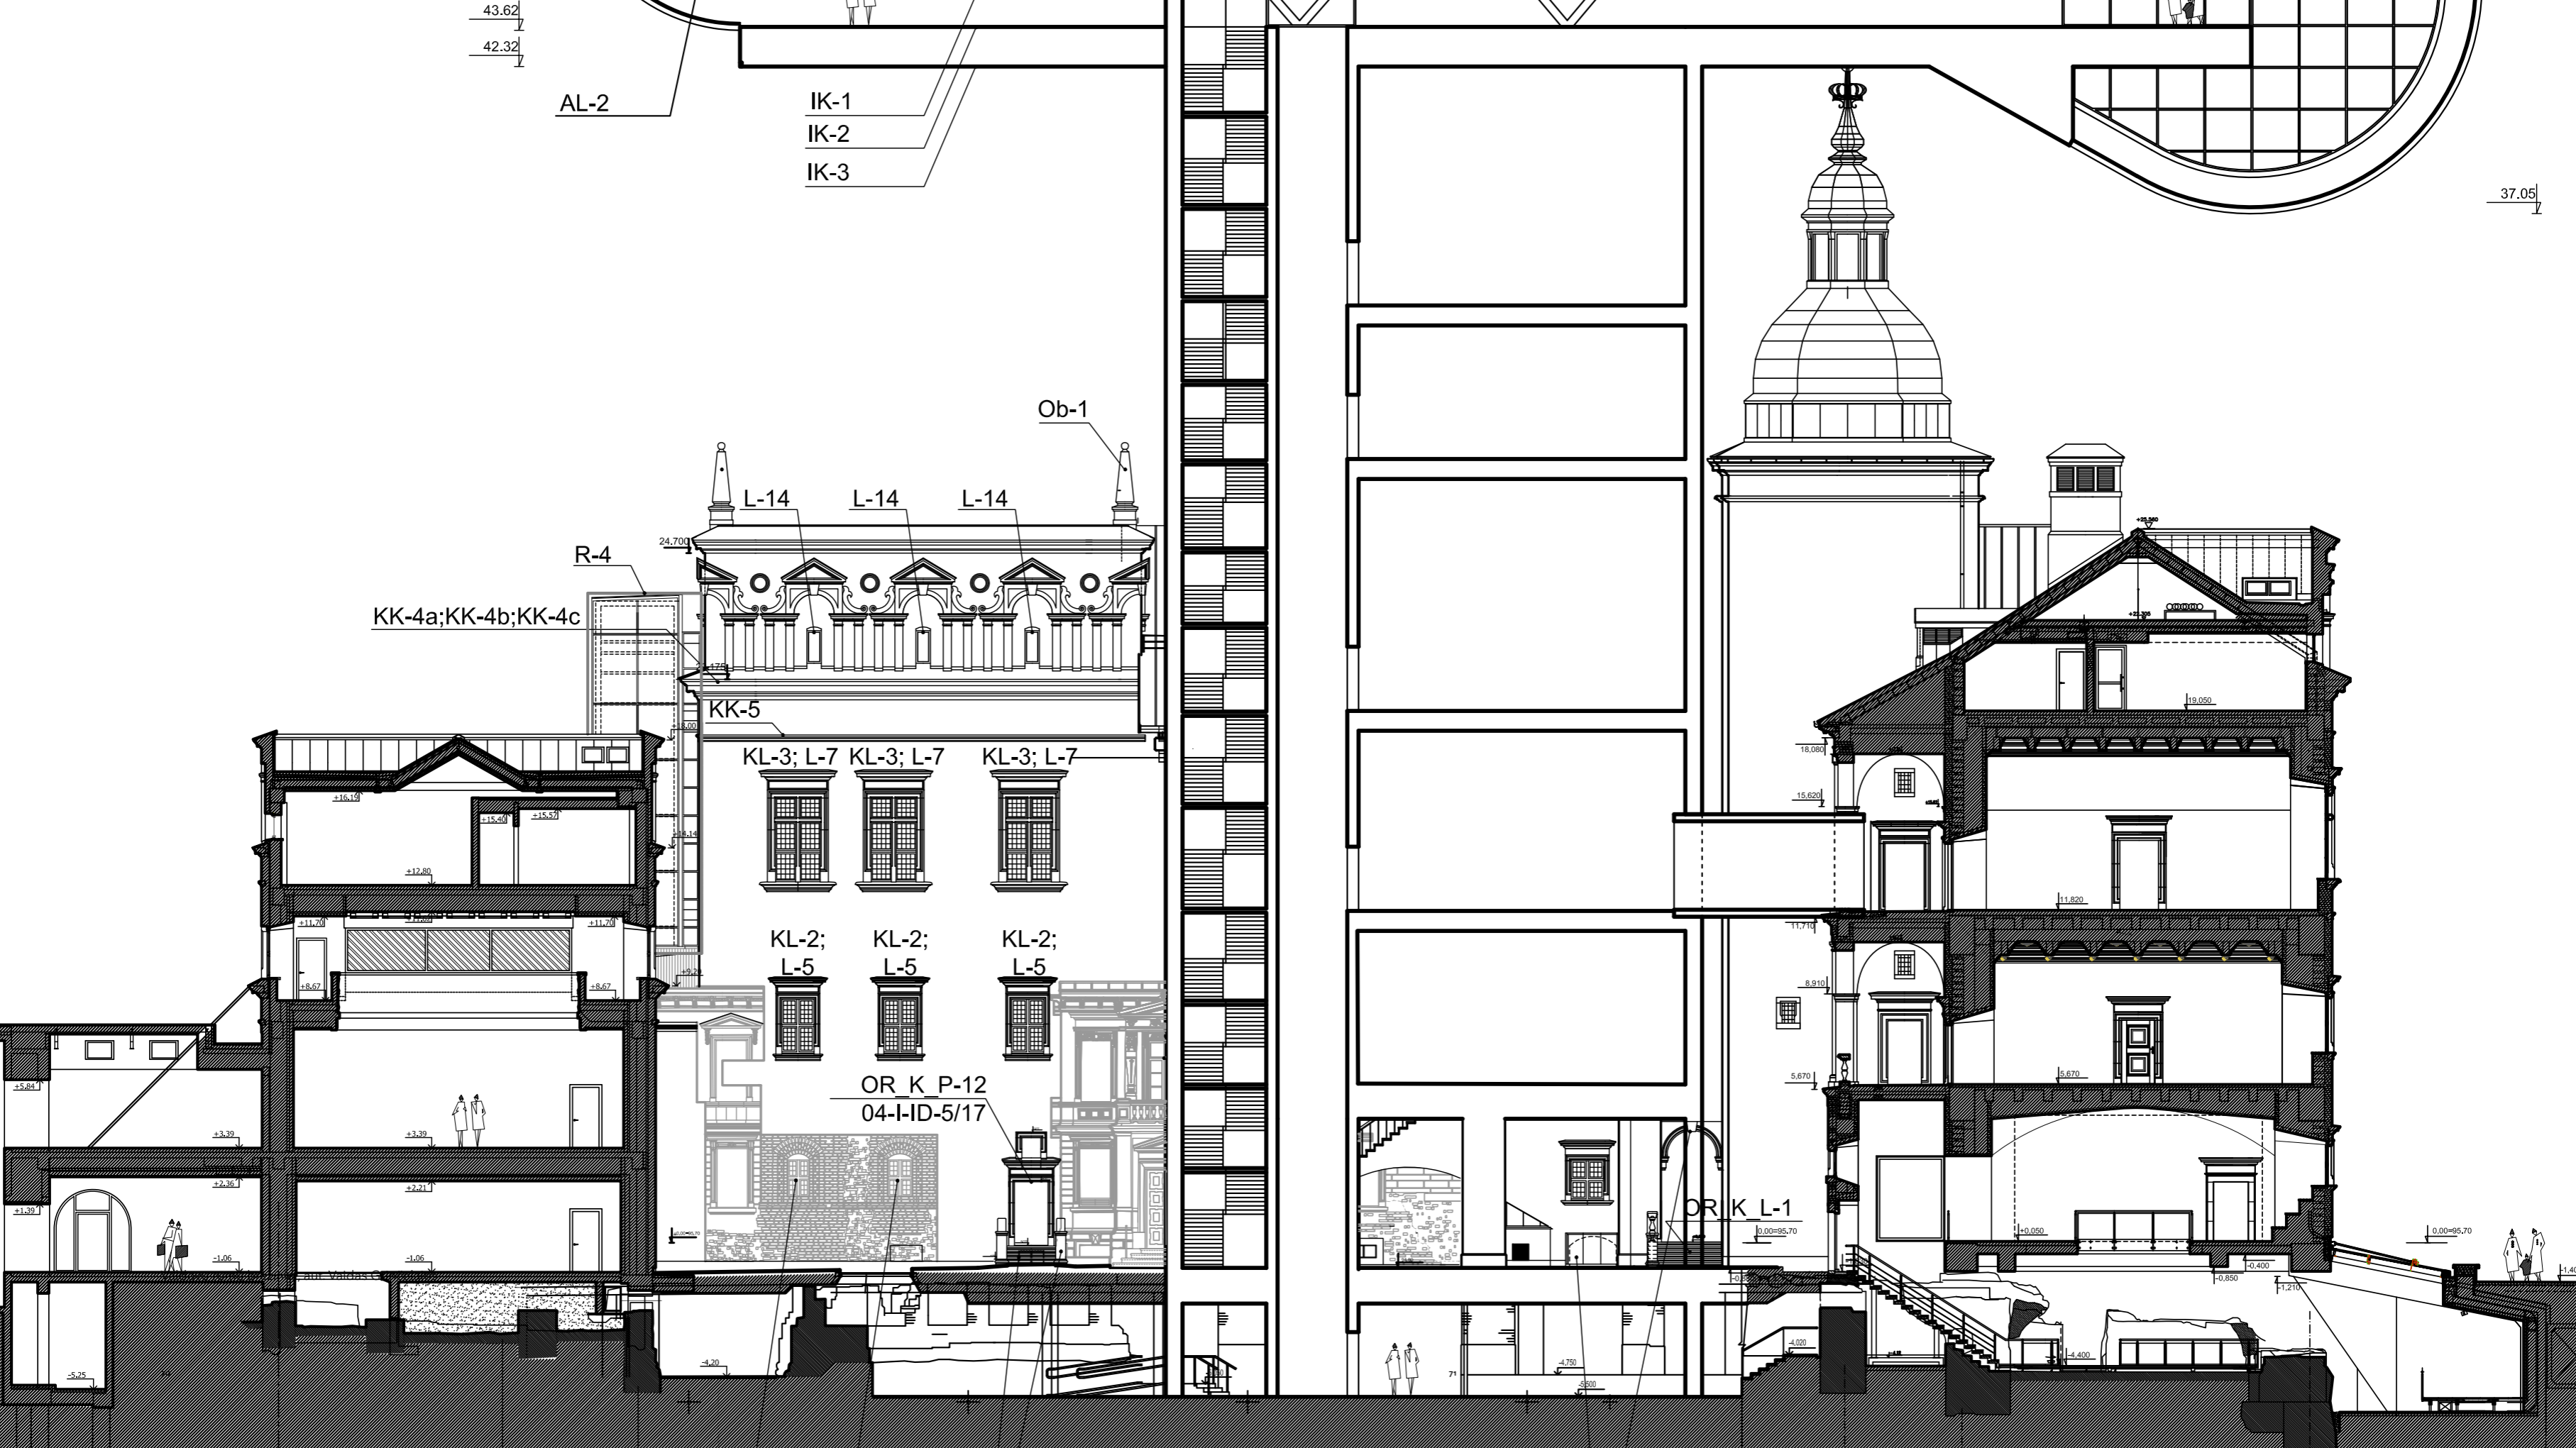 43.62
42.32
AL-2
IK-1
IK-2
IK-3
37.05
Ob-1
L-14
L-14
L-14
24,700
R-4
KK-4a;KK-4b;KK-4c
KK-5
19,050
18,080
KL-3; L-7
KL-3; L-7
KL-3; L-7
+16.19
+15.40
+15.57
15,620
+12.80
11,820
+11.70
+11.70
11,710
KL-2;
L-5
KL-2;
L-5
KL-2;
L-5
+8.67
+8.67
8,910
5,670
5,670
+5.84
OR_K_P-12
04-I-ID-5/17
+3.39
+3.39
+2.36
+2.21
+1.39
OR_K_L-1
0,00=95,70
+0,050
0,00=95,70
-1.06
-1.06
-0,400
-0,850
-1,210
-4,020
-4,400
-4.20
-4,750
71
-5.25
-5,500